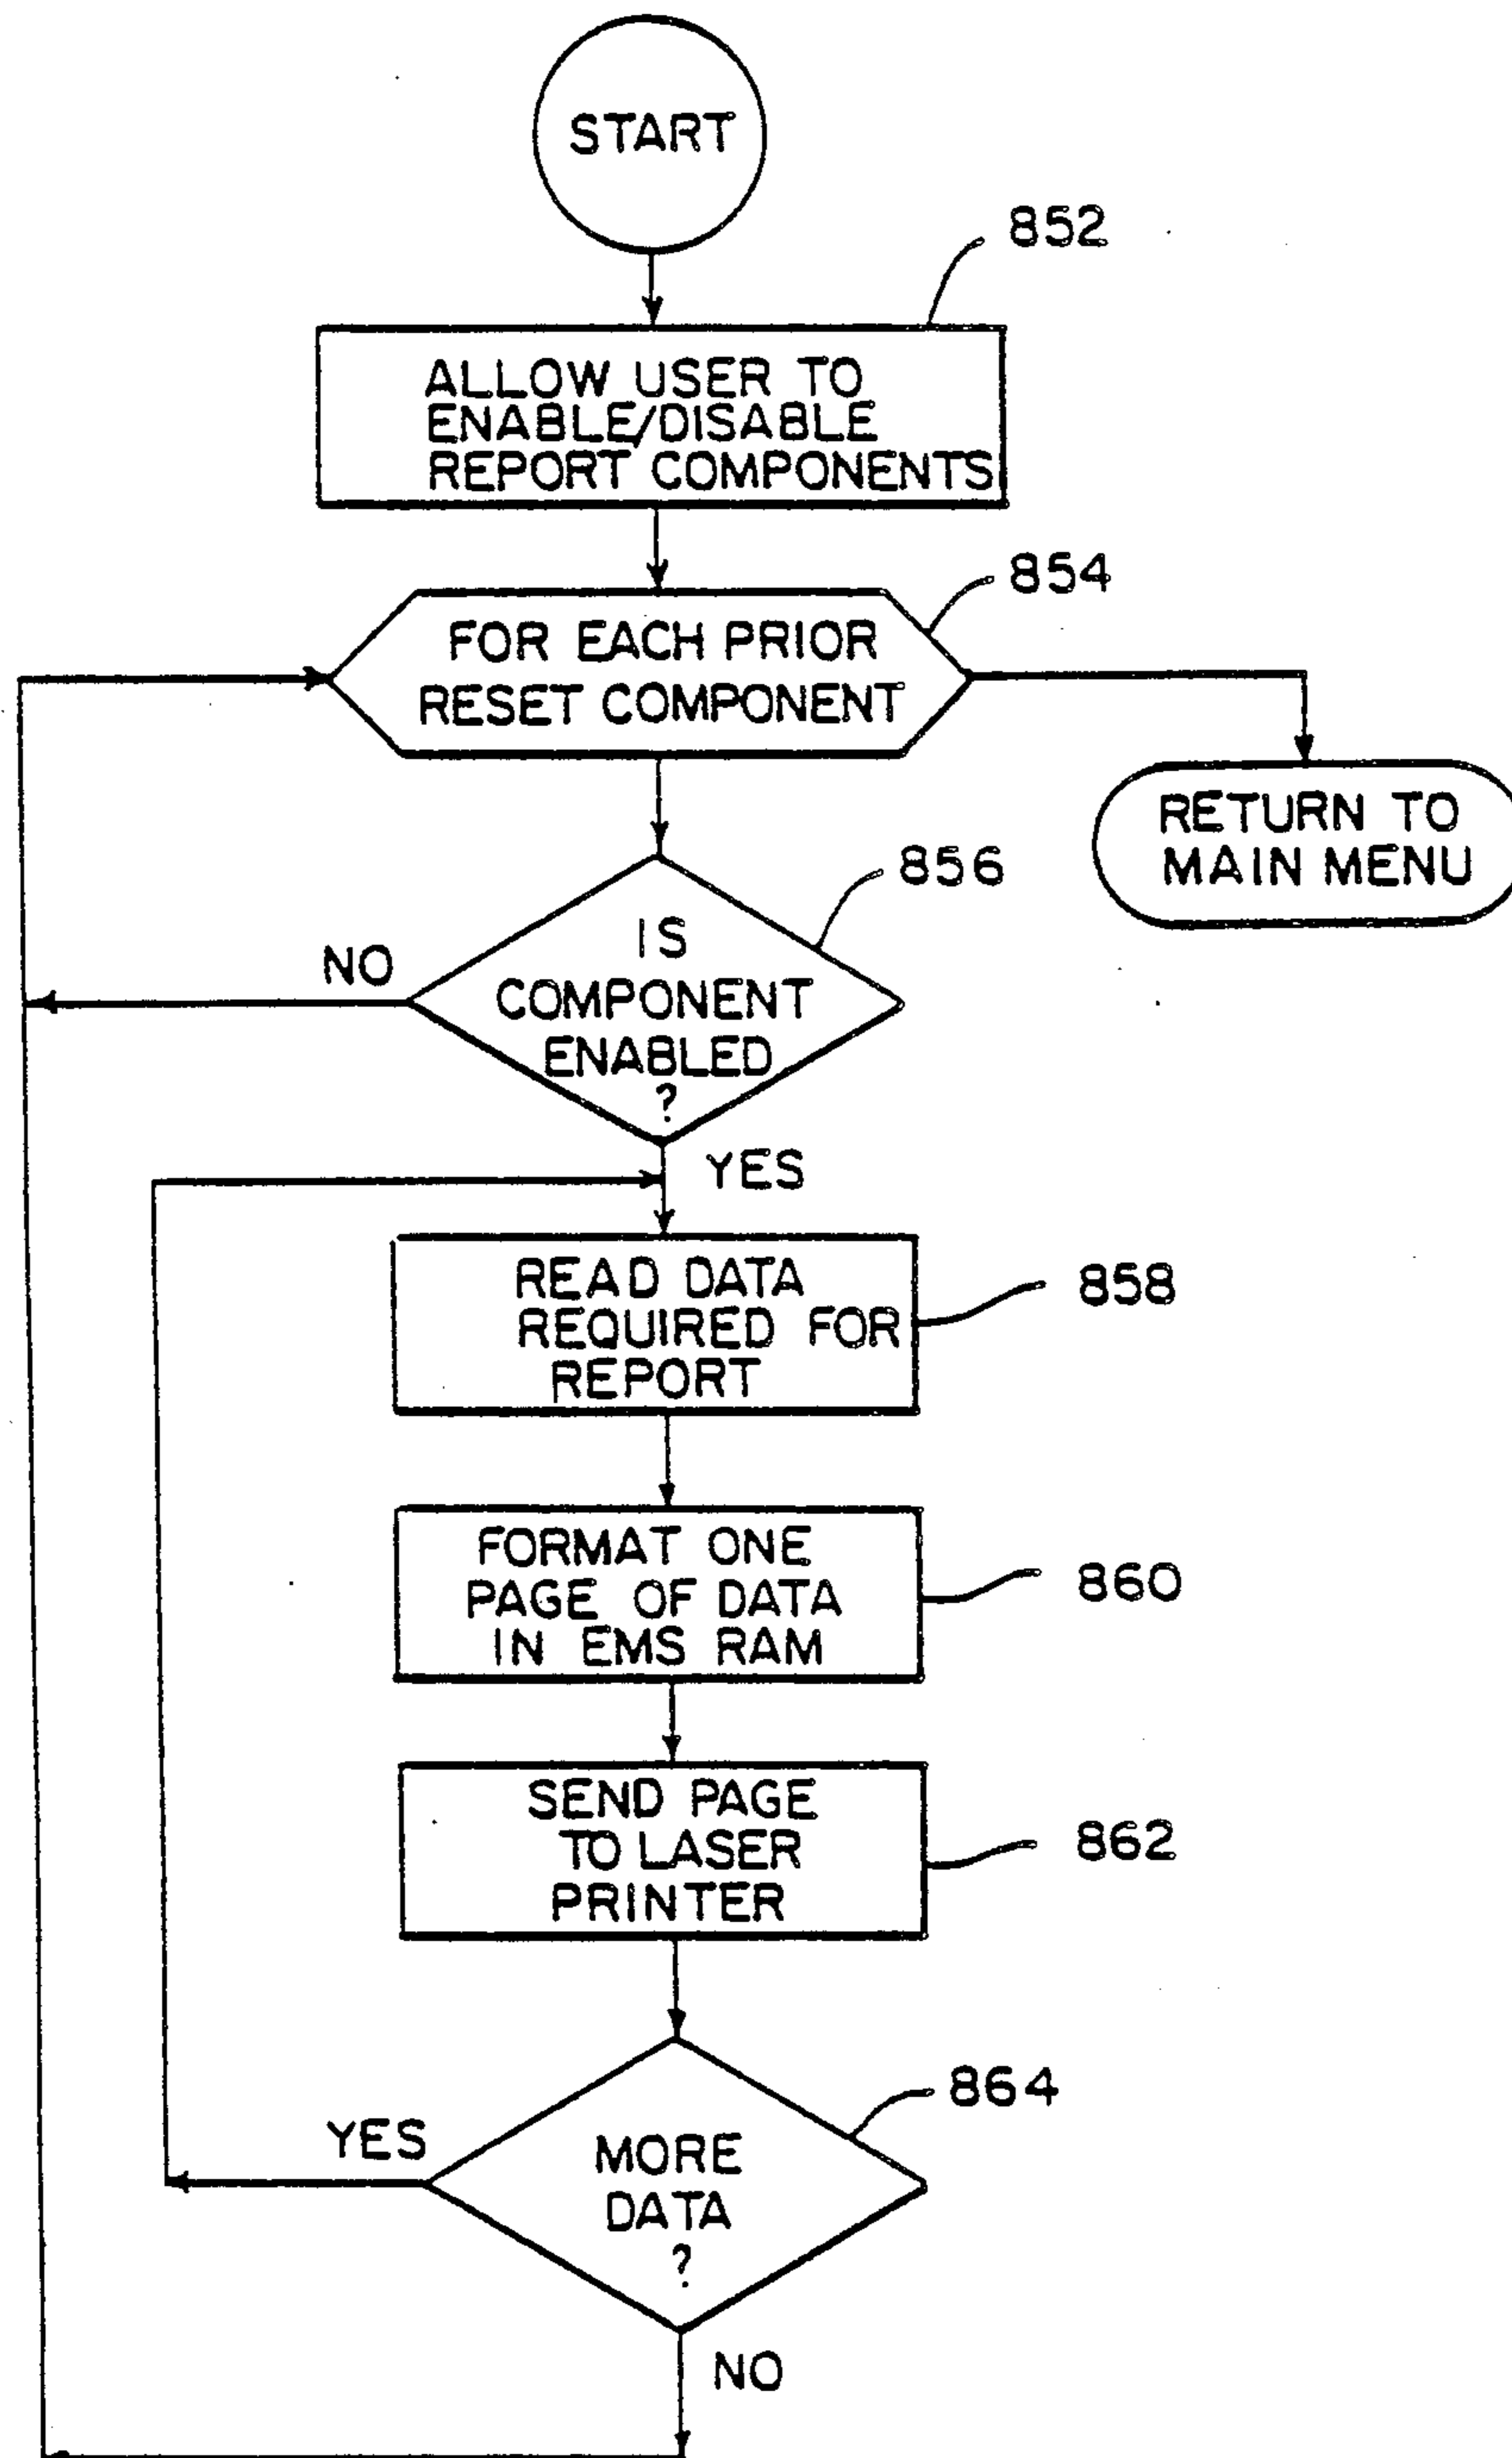 START
852
ALLOW USER TO
ENABLE/DISABLE
REPORT COMPONENTS
854
FOR EACH PRIOR
RESET COMPONENT
RETURN TO
MAIN MENU
856
IS
COMPONENT
ENABLED
?
NO
YES
READ DATA
REQUIRED FOR
REPORT
858
FORMAT ONE
PAGE OF DATA
IN EMS RAM
860
SEND PAGE
TO LASER
PRINTER
862
864
MORE
DATA
?
YES
NO